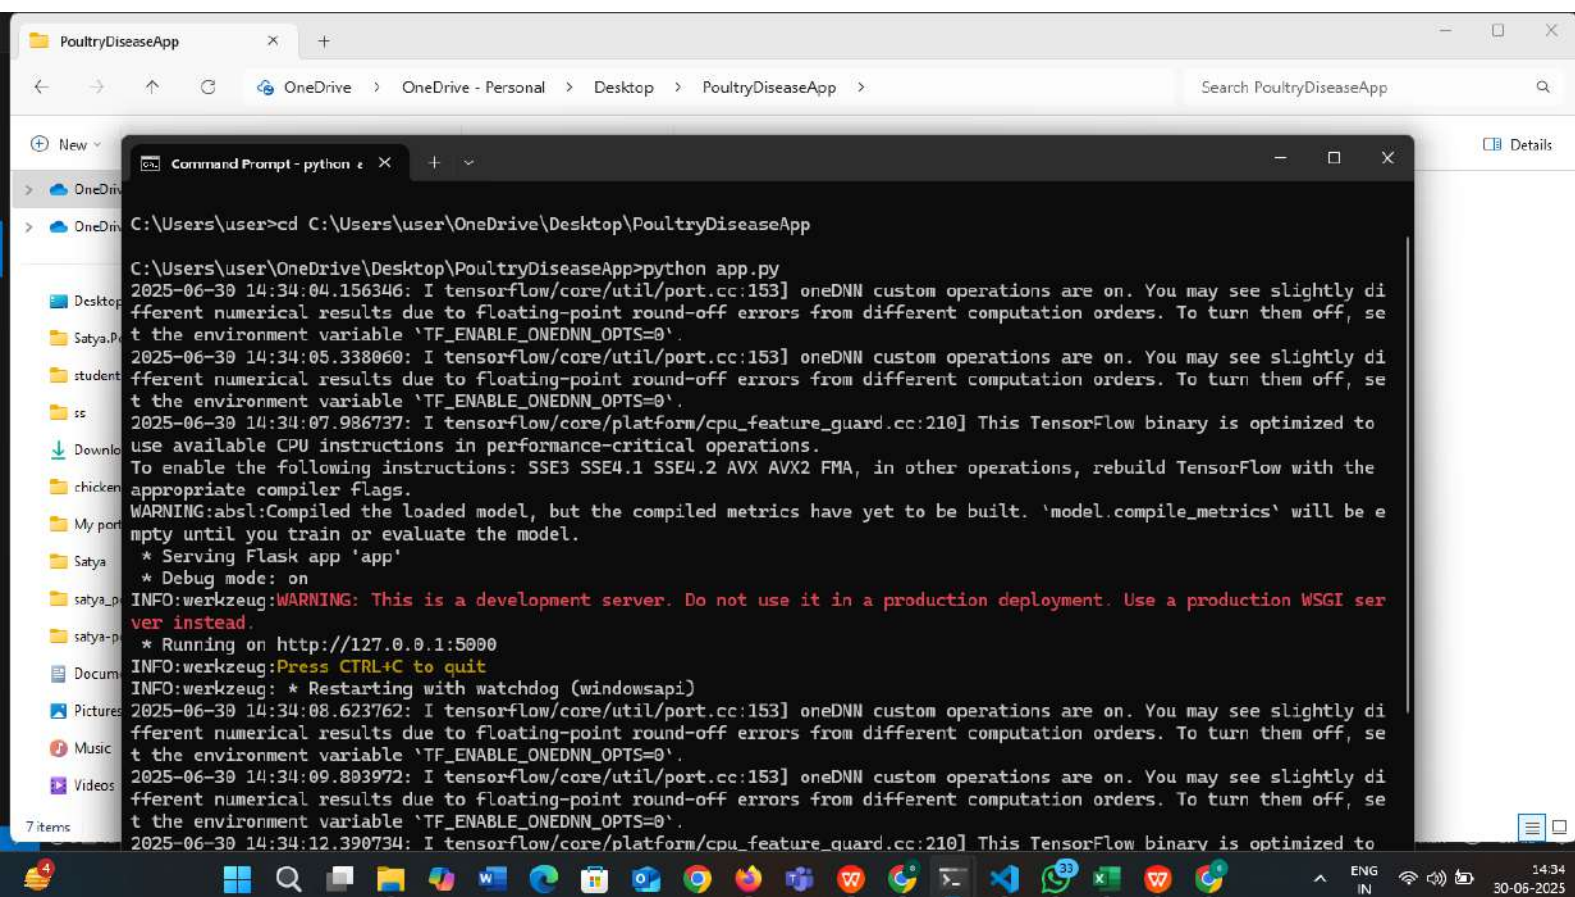 PoultryDiseaseApp
OneDrive > OneDrive - Personal > Desktop > PoultryDiseaseApp >
Search PoultryDiseaseApp
New
Details
Command Prompt - python
OneDriv
OneDriv
Desktop
Satya.P
student
ss
Downlo
chicken
My port
Satya
satya_p
satya-p
Docum
Pictures
Music
Videos
7 items
C:\Users\user>cd C:\Users\user\OneDrive\Desktop\PoultryDiseaseApp
C:\Users\user\OneDrive\Desktop\PoultryDiseaseApp>python app.py
2025-06-30 14:34:04.156346: I tensorflow/core/util/port.cc:153] oneDNN custom operations are on. You may see slightly di
fferent numerical results due to floating-point round-off errors from different computation orders. To turn them off, se
t the environment variable `TF_ENABLE_ONEDNN_OPTS=0`.
2025-06-30 14:34:05.338060: I tensorflow/core/util/port.cc:153] oneDNN custom operations are on. You may see slightly di
fferent numerical results due to floating-point round-off errors from different computation orders. To turn them off, se
t the environment variable `TF_ENABLE_ONEDNN_OPTS=0`.
2025-06-30 14:34:07.986737: I tensorflow/core/platform/cpu_feature_guard.cc:210] This TensorFlow binary is optimized to
use available CPU instructions in performance-critical operations.
To enable the following instructions: SSE3 SSE4.1 SSE4.2 AVX AVX2 FMA, in other operations, rebuild TensorFlow with the
appropriate compiler flags.
WARNING:absl:Compiled the loaded model, but the compiled metrics have yet to be built. `model.compile_metrics` will be e
mpty until you train or evaluate the model.
* Serving Flask app 'app'
* Debug mode: on
INFO:werkzeug:WARNING: This is a development server. Do not use it in a production deployment. Use a production WSGI ser
ver instead.
* Running on http://127.0.0.1:5000
INFO:werkzeug:Press CTRL+C to quit
INFO:werkzeug: * Restarting with watchdog (windowsapi)
2025-06-30 14:34:08.623762: I tensorflow/core/util/port.cc:153] oneDNN custom operations are on. You may see slightly di
fferent numerical results due to floating-point round-off errors from different computation orders. To turn them off, se
t the environment variable `TF_ENABLE_ONEDNN_OPTS=0`.
2025-06-30 14:34:09.803972: I tensorflow/core/util/port.cc:153] oneDNN custom operations are on. You may see slightly di
fferent numerical results due to floating-point round-off errors from different computation orders. To turn them off, se
t the environment variable `TF_ENABLE_ONEDNN_OPTS=0`.
2025-06-30 14:34:12.390734: I tensorflow/core/platform/cpu_feature_guard.cc:210] This TensorFlow binary is optimized to
4
33
ENG
IN
14:34
30-06-2025